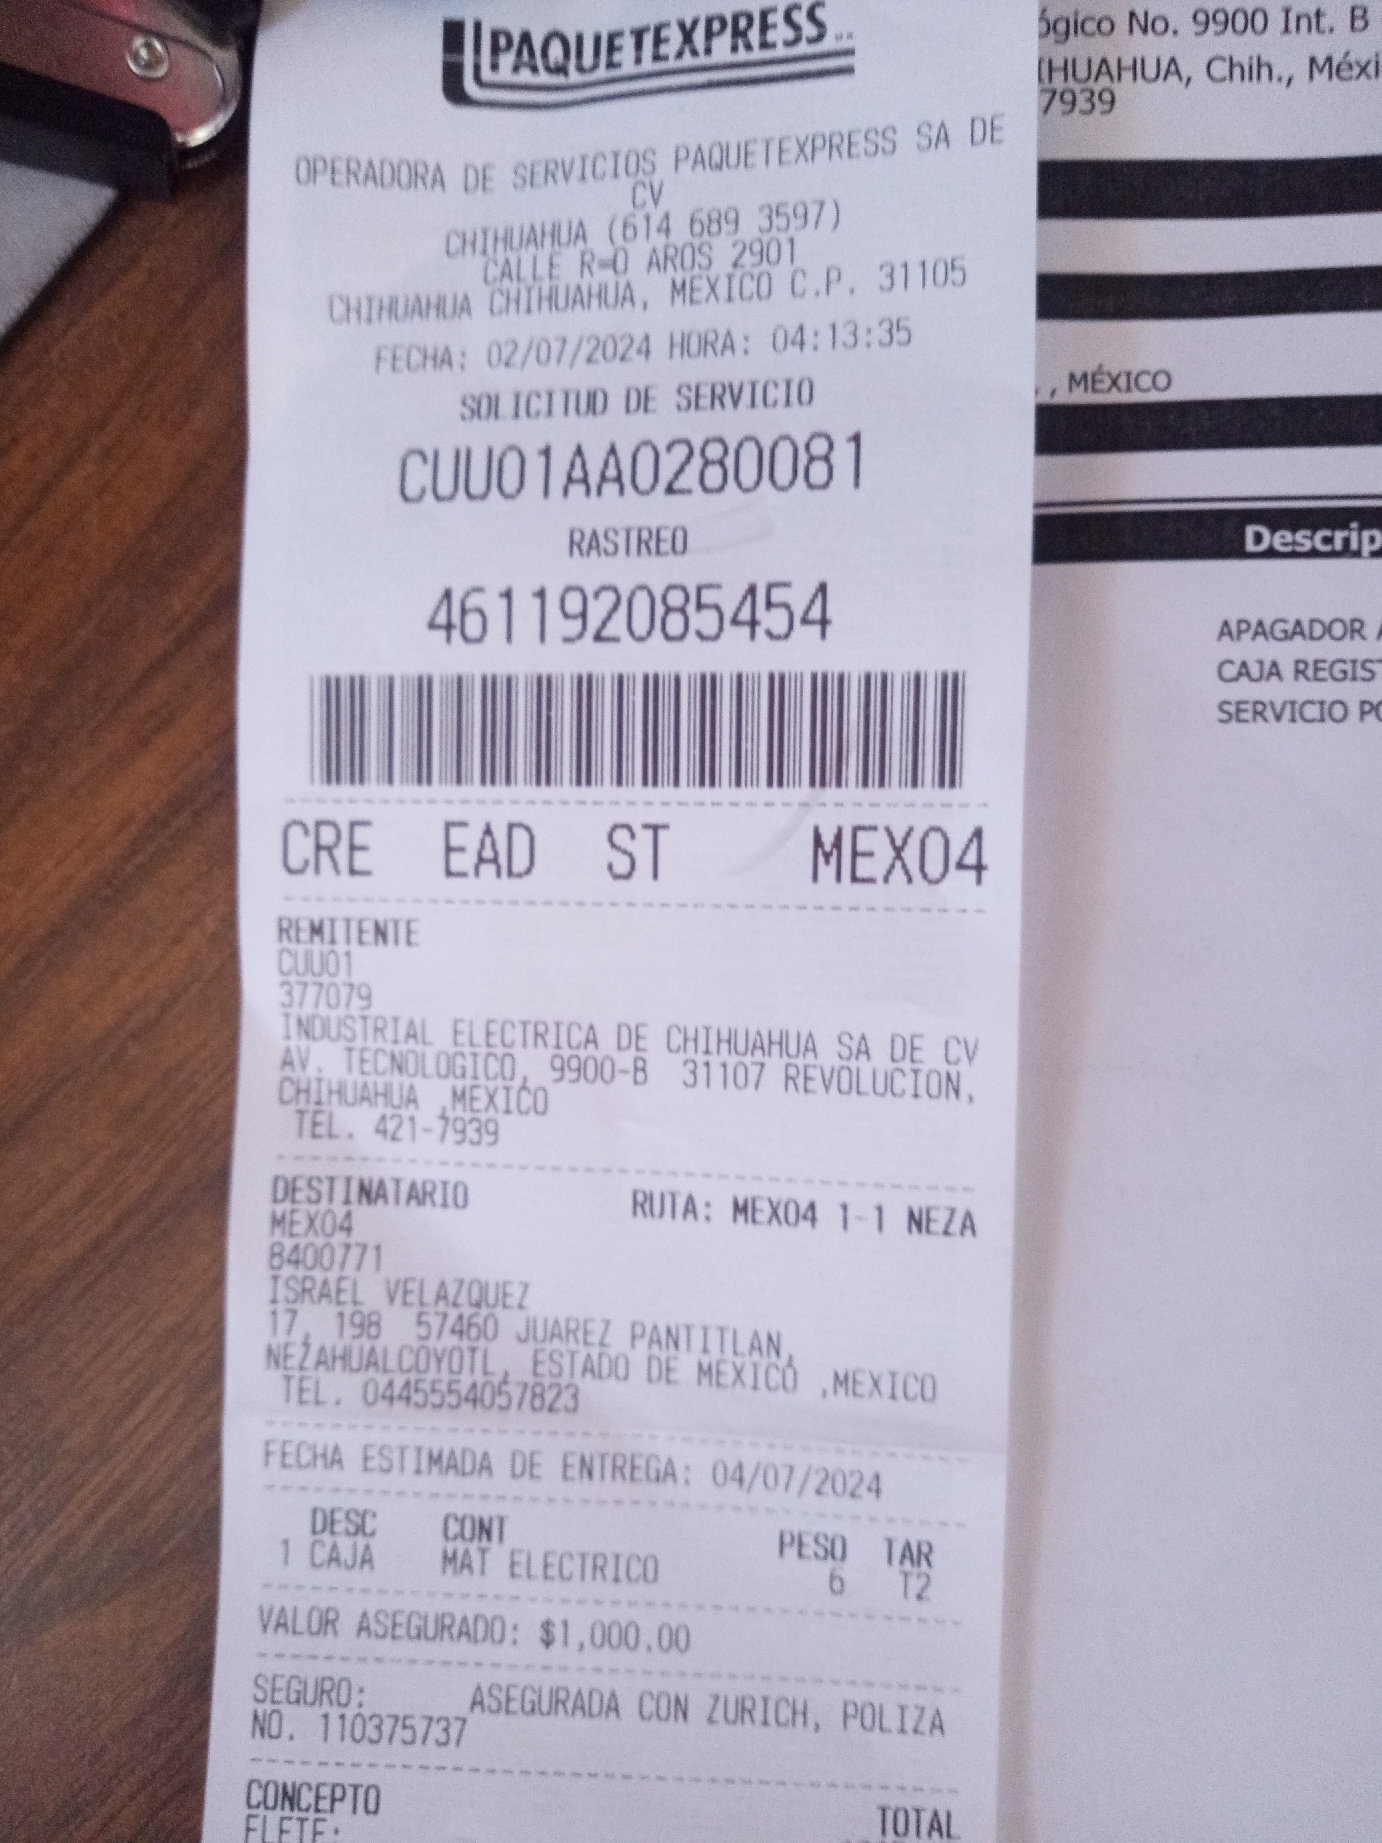 PAQUETEXPRESS
OPERADORA DE SERVICIOS PAQUETEXPRESS SA DE
CV
CHIHUAHUA (614 689 3597)
CALLE R=O AROS 2901
CHIHUAHUA CHIHUAHUA, MEXICO C.P. 31105
FECHA: 02/07/2024 HORA: 04:13:35
SOLICITUD DE SERVICIO
CUU01AA0280081
RASTREO
461192085454
CRE EAD ST MEX04
REMITENTE
CUU01
377079
INDUSTRIAL ELECTRICA DE CHIHUAHUA SA DE CV
AV. TECNOLOGICO, 9900-B 31107 REVOLUCION,
CHIHUAHUA ,MEXICO
TEL. 421-7939
DESTINATARIO RUTA: MEX04 1-1 NEZA
MEX04
8400771
ISRAEL VELAZQUEZ
17, 198 57460 JUAREZ PANTITLAN,
NEZAHUALCOYOTL, ESTADO DE MEXICO ,MEXICO
TEL. 0445554057823
FECHA ESTIMADA DE ENTREGA: 04/07/2024
DESC CONT PESO TAR
1 CAJA MAT ELECTRICO 6 T2
VALOR ASEGURADO: $1,000.00
SEGURO: ASEGURADA CON ZURICH, POLIZA
NO. 110375737
CONCEPTO TOTAL
FLETE:
ógico No. 9900 Int. B
HUAHUA, Chih., Méxi
7939
, MÉXICO
Descrip
APAGADOR A
CAJA REGIST
SERVICIO PO